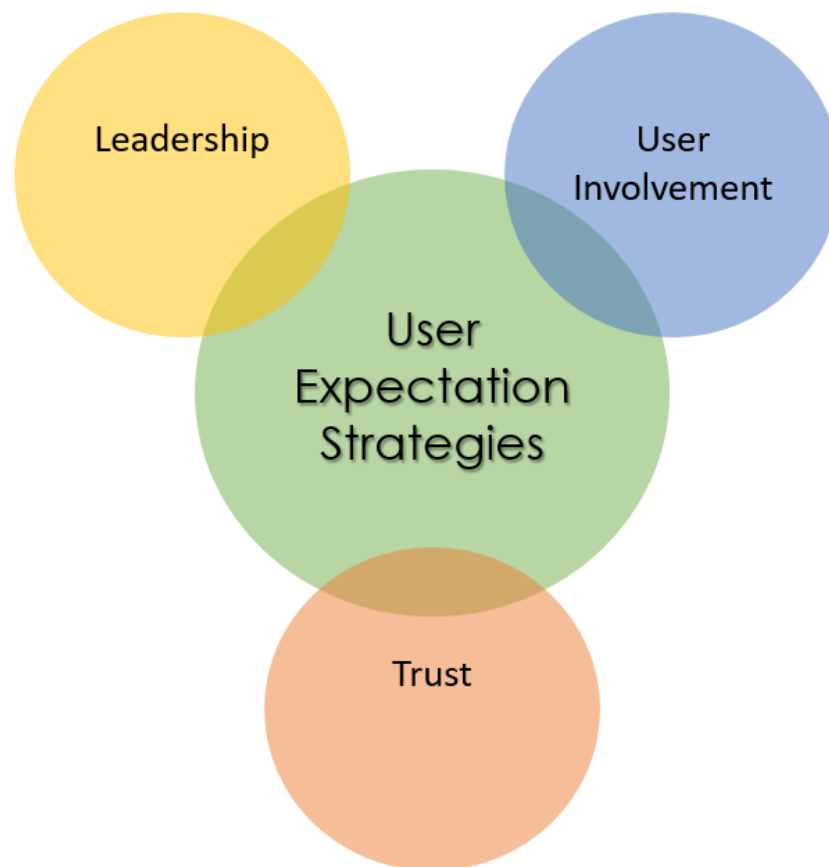 Leadership
User
Involvement
User
Expectation
Strategies
Trust